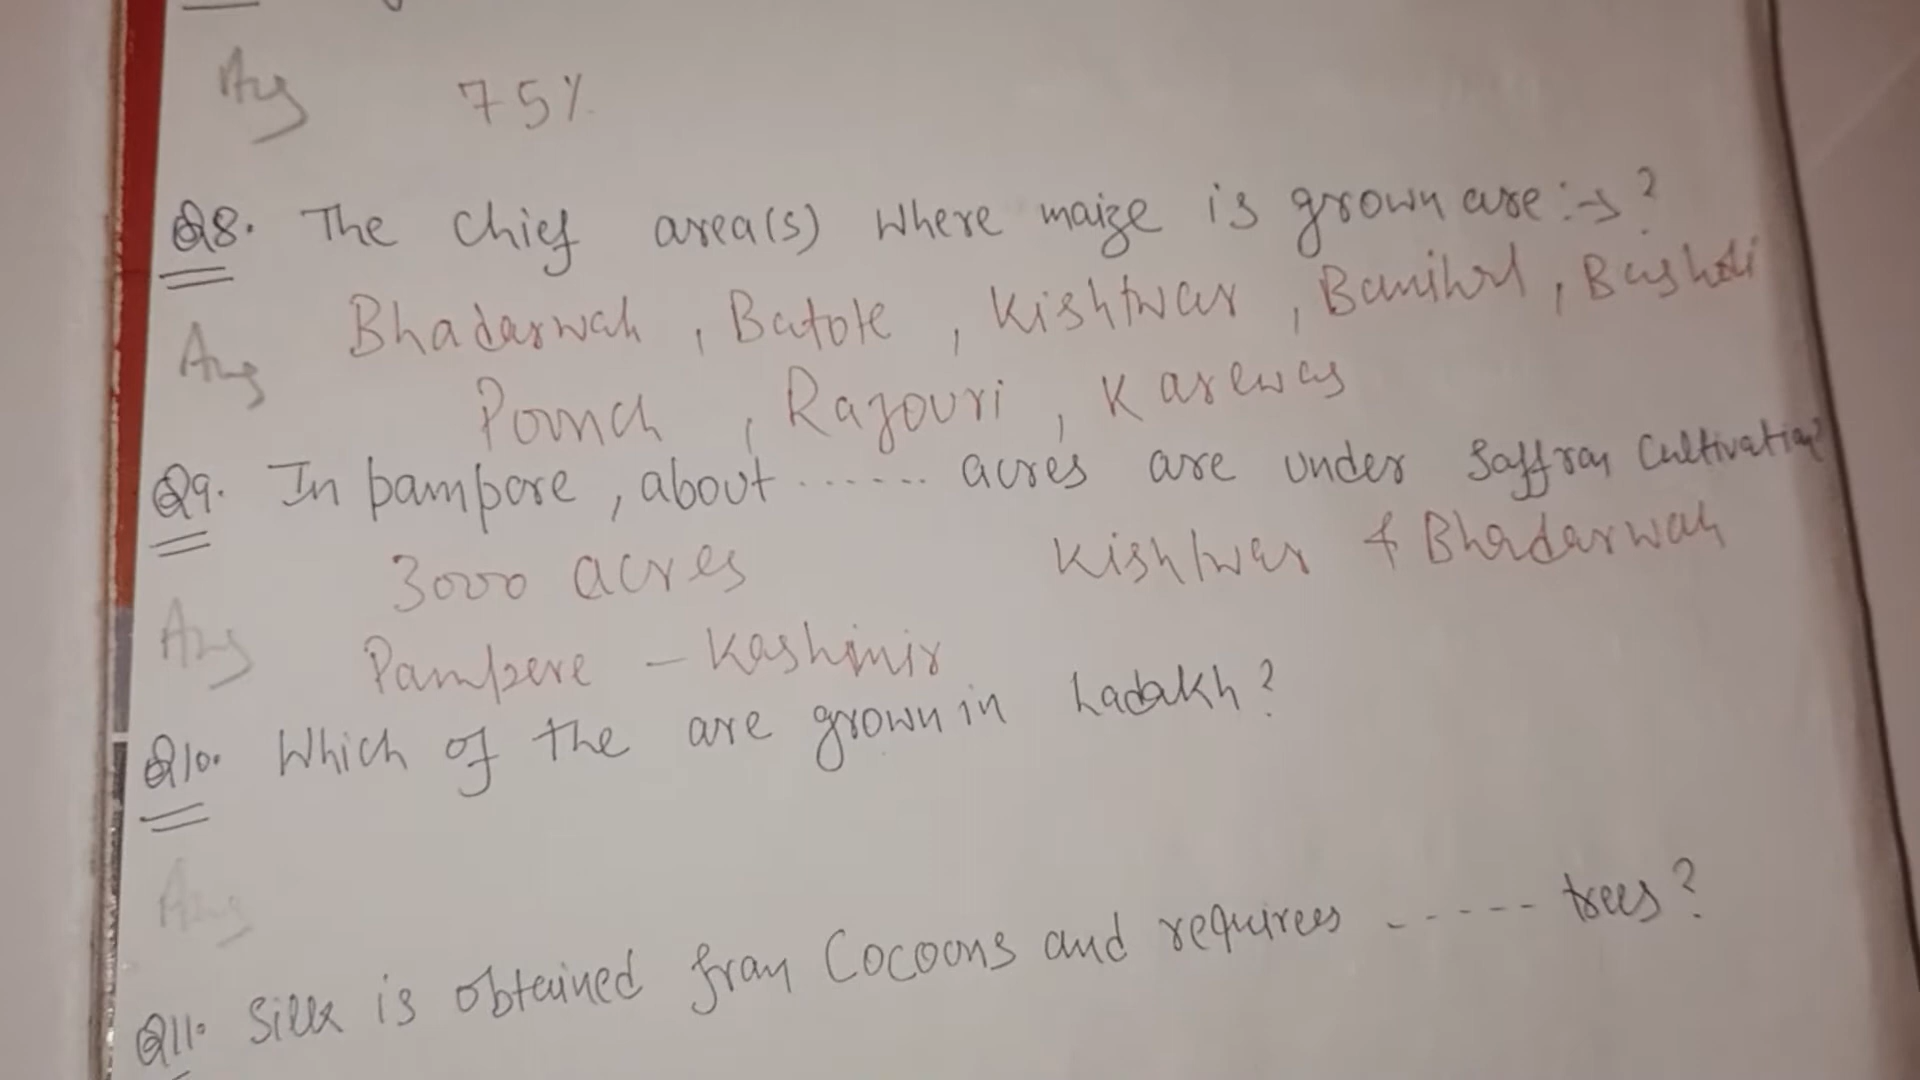 Ans 75%
Q8. The chief area(s) where maize is grown are :→ ?
Ans Bhadarwah , Batote , Kishtwar , Banihal , Basholi
Poonch , Rajouri , Karewas
Q9. In pampore , about ....... acres are under Saffron Cultivation?
3000 acres Kishtwar & Bhadarwah
Ans Pampore – Kashmir
Q10. Which of the are grown in Ladakh ?
Ans
Q11. Silk is obtained from Cocoons and requirees ------ trees ?